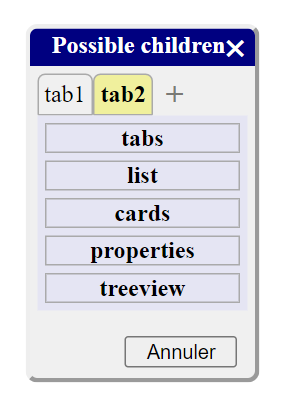 Possible children ×
tab1 tab2 +
tabs
list
cards
properties
treeview
Annuler